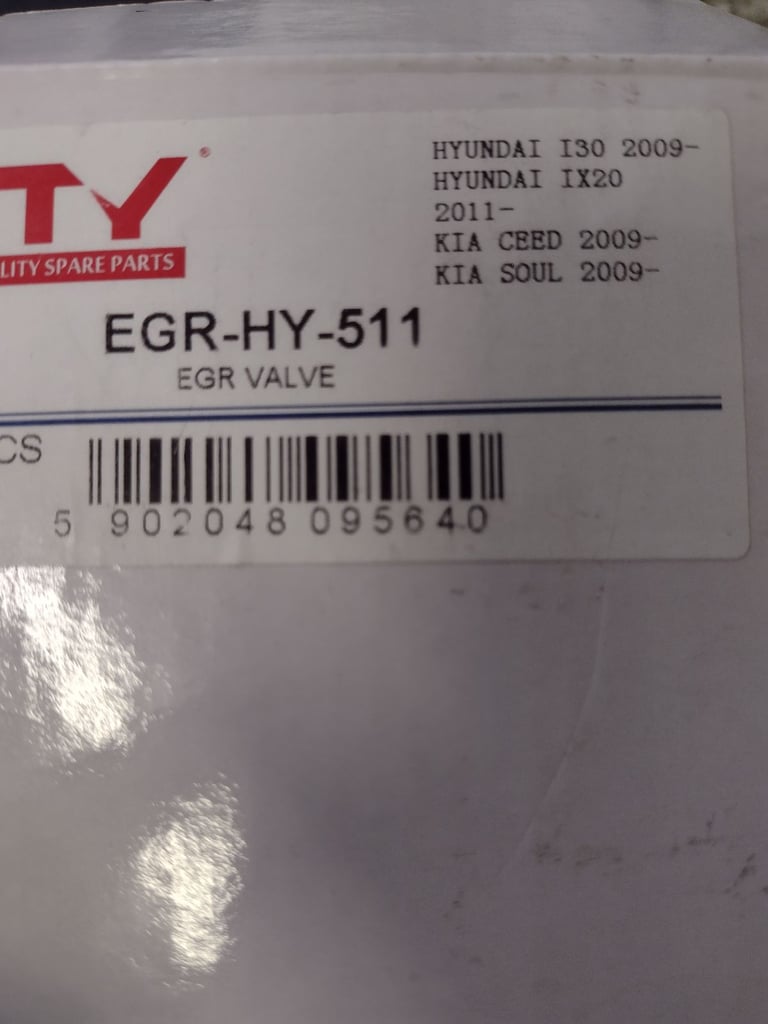 TY ®
LITY SPARE PARTS
HYUNDAI I30 2009-
HYUNDAI IX20
2011-
KIA CEED 2009-
KIA SOUL 2009-
EGR-HY-511
EGR VALVE
CS
5 902048 095640